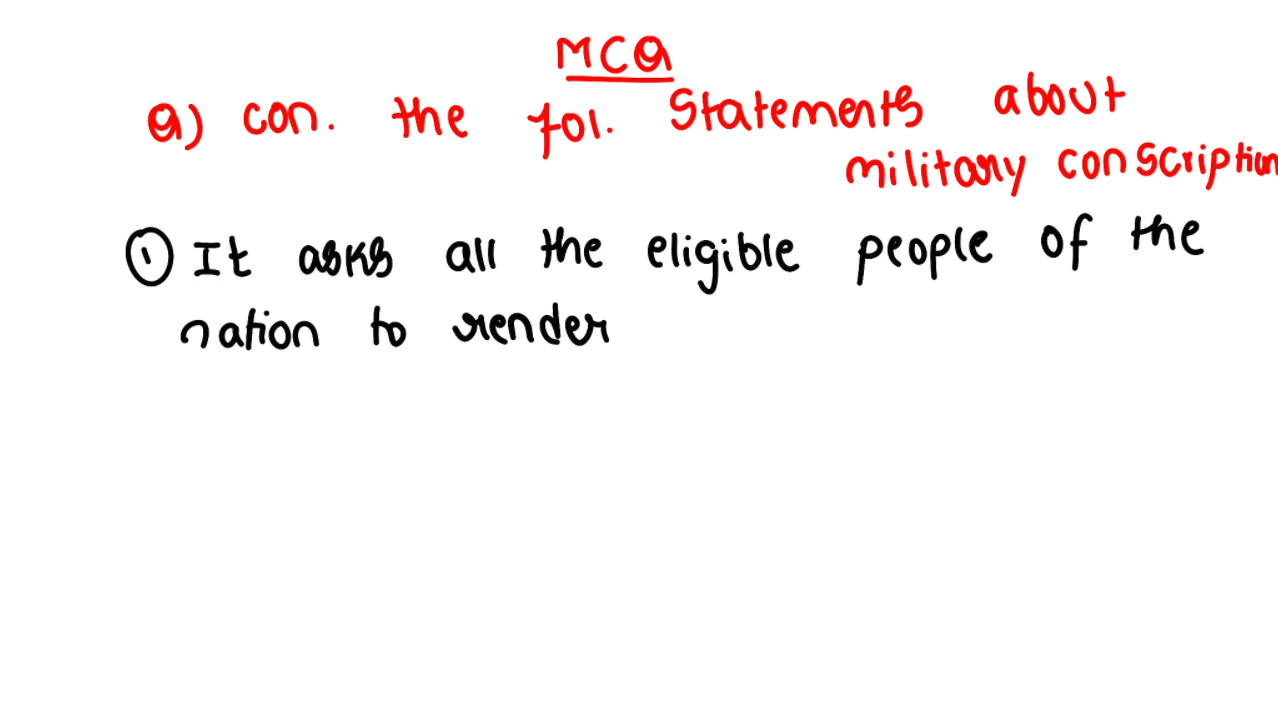 MCQ
Q) con. the fol. Statements about
military conscription
① It asks all the eligible people of the
nation to render